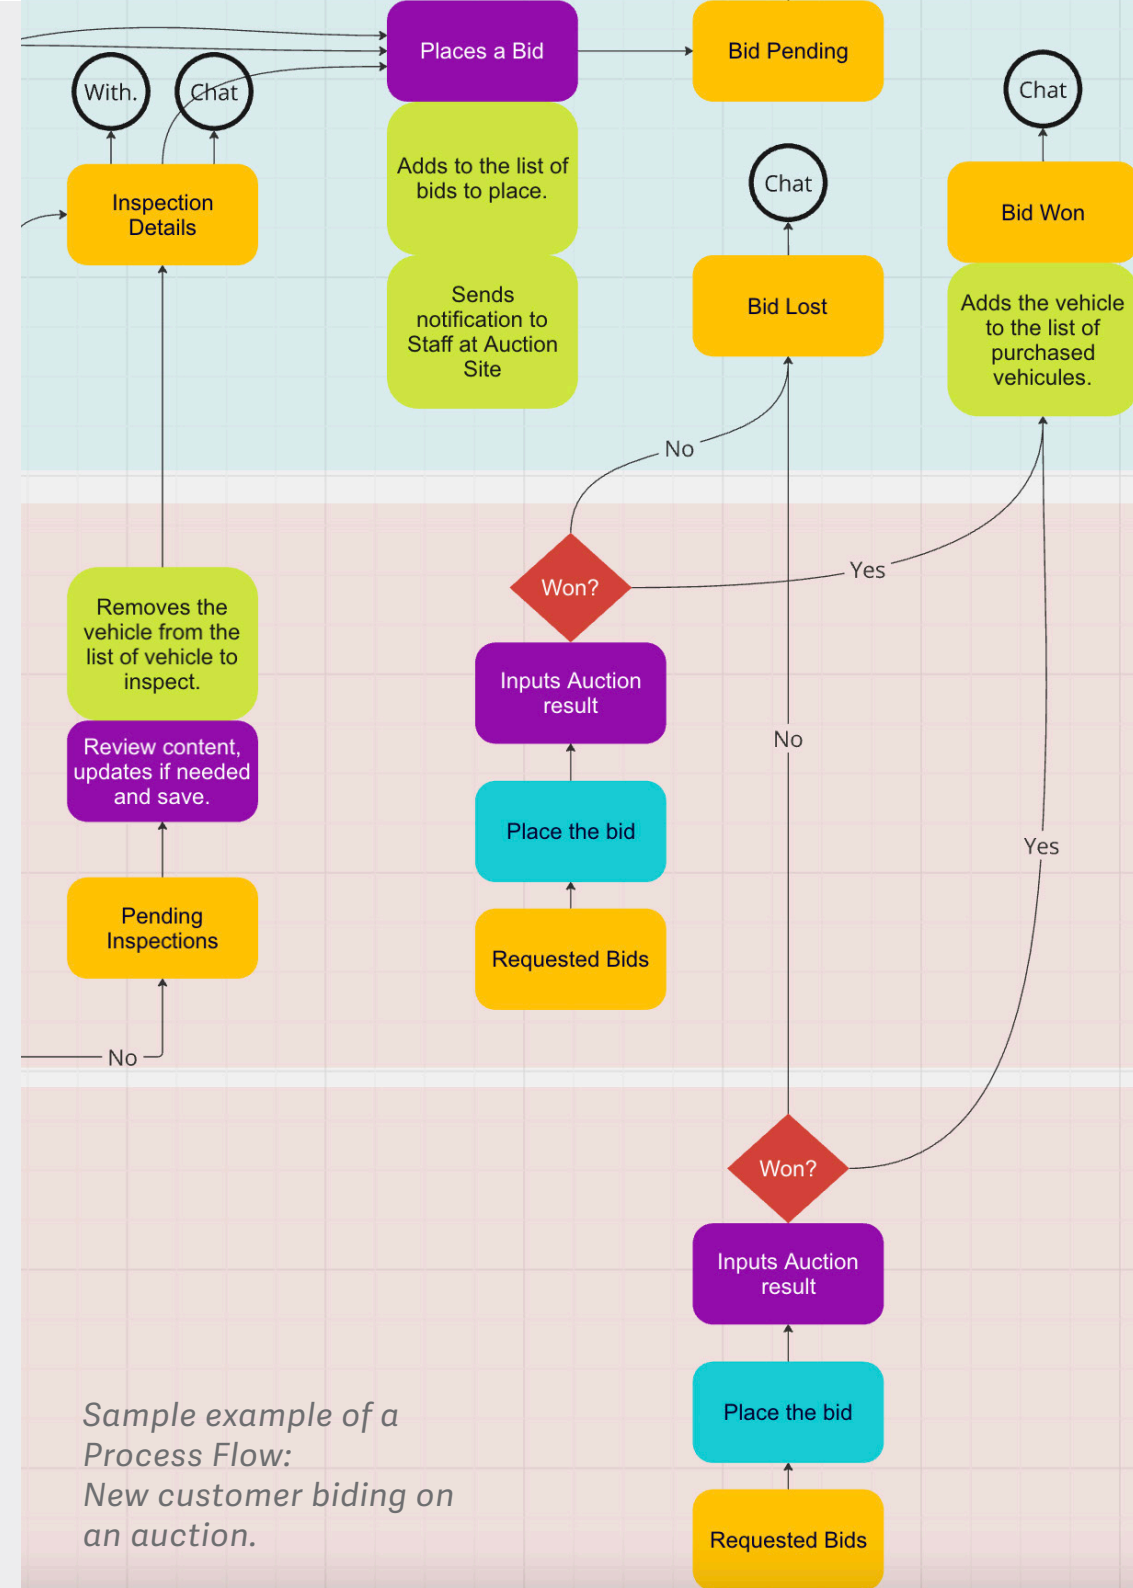 Places a Bid
Bid Pending
With.
Chat
Chat
Adds to the list of
bids to place.
Chat
Inspection
Details
Bid Won
Sends
notification to
Staff at Auction
Site
Bid Lost
Adds the vehicle
to the list of
purchased
vehicules.
No
Won?
Yes
Removes the
vehicle from the
list of vehicle to
inspect.
Inputs Auction
result
Review content,
updates if needed
and save.
No
Place the bid
Yes
Pending
Inspections
Requested Bids
No
Won?
Inputs Auction
result
Place the bid
Sample example of a
Process Flow:
New customer biding on
an auction.
Requested Bids